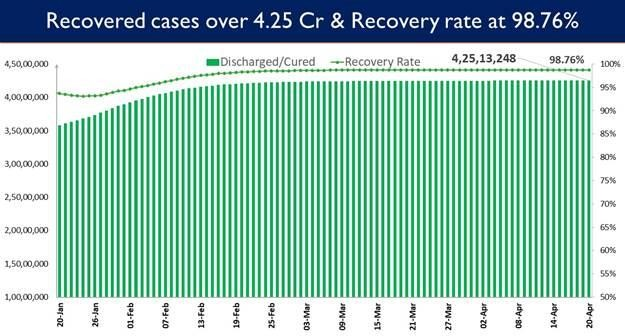 Recovered cases over 4.25 Cr & Recovery rate at 98.76%
Discharged/Cured
Recovery Rate
4,25,13,248
98.76%
4,50,00,000
4,00,00,000
3,50,00,000
3,00,00,000
2,50,00,000
2,00,00,000
1,50,00,000
1,00,00,000
100%
95%
90%
85%
80%
75%
70%
65%
60%
55%
50%
20-Jan
26-Jan
01-Feb
07-Feb
13-Feb
19-Feb
25-Feb
03-Mar
09-Mar
15-Mar
21-Mar
27-Mar
02-Apr
08-Apr
14-Apr
20-Apr